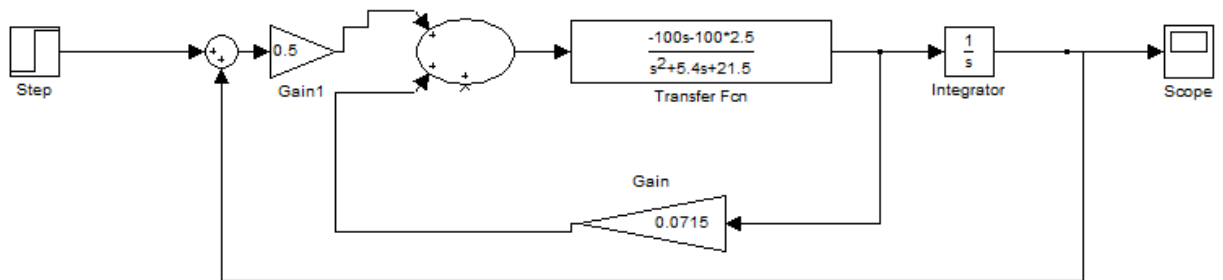 Step
+
+
0.5
Gain1
+
+
+
-100s-100*2.5
s²+5.4s+21.5
Transfer Fcn
1
s
Integrator
Scope
Gain
0.0715